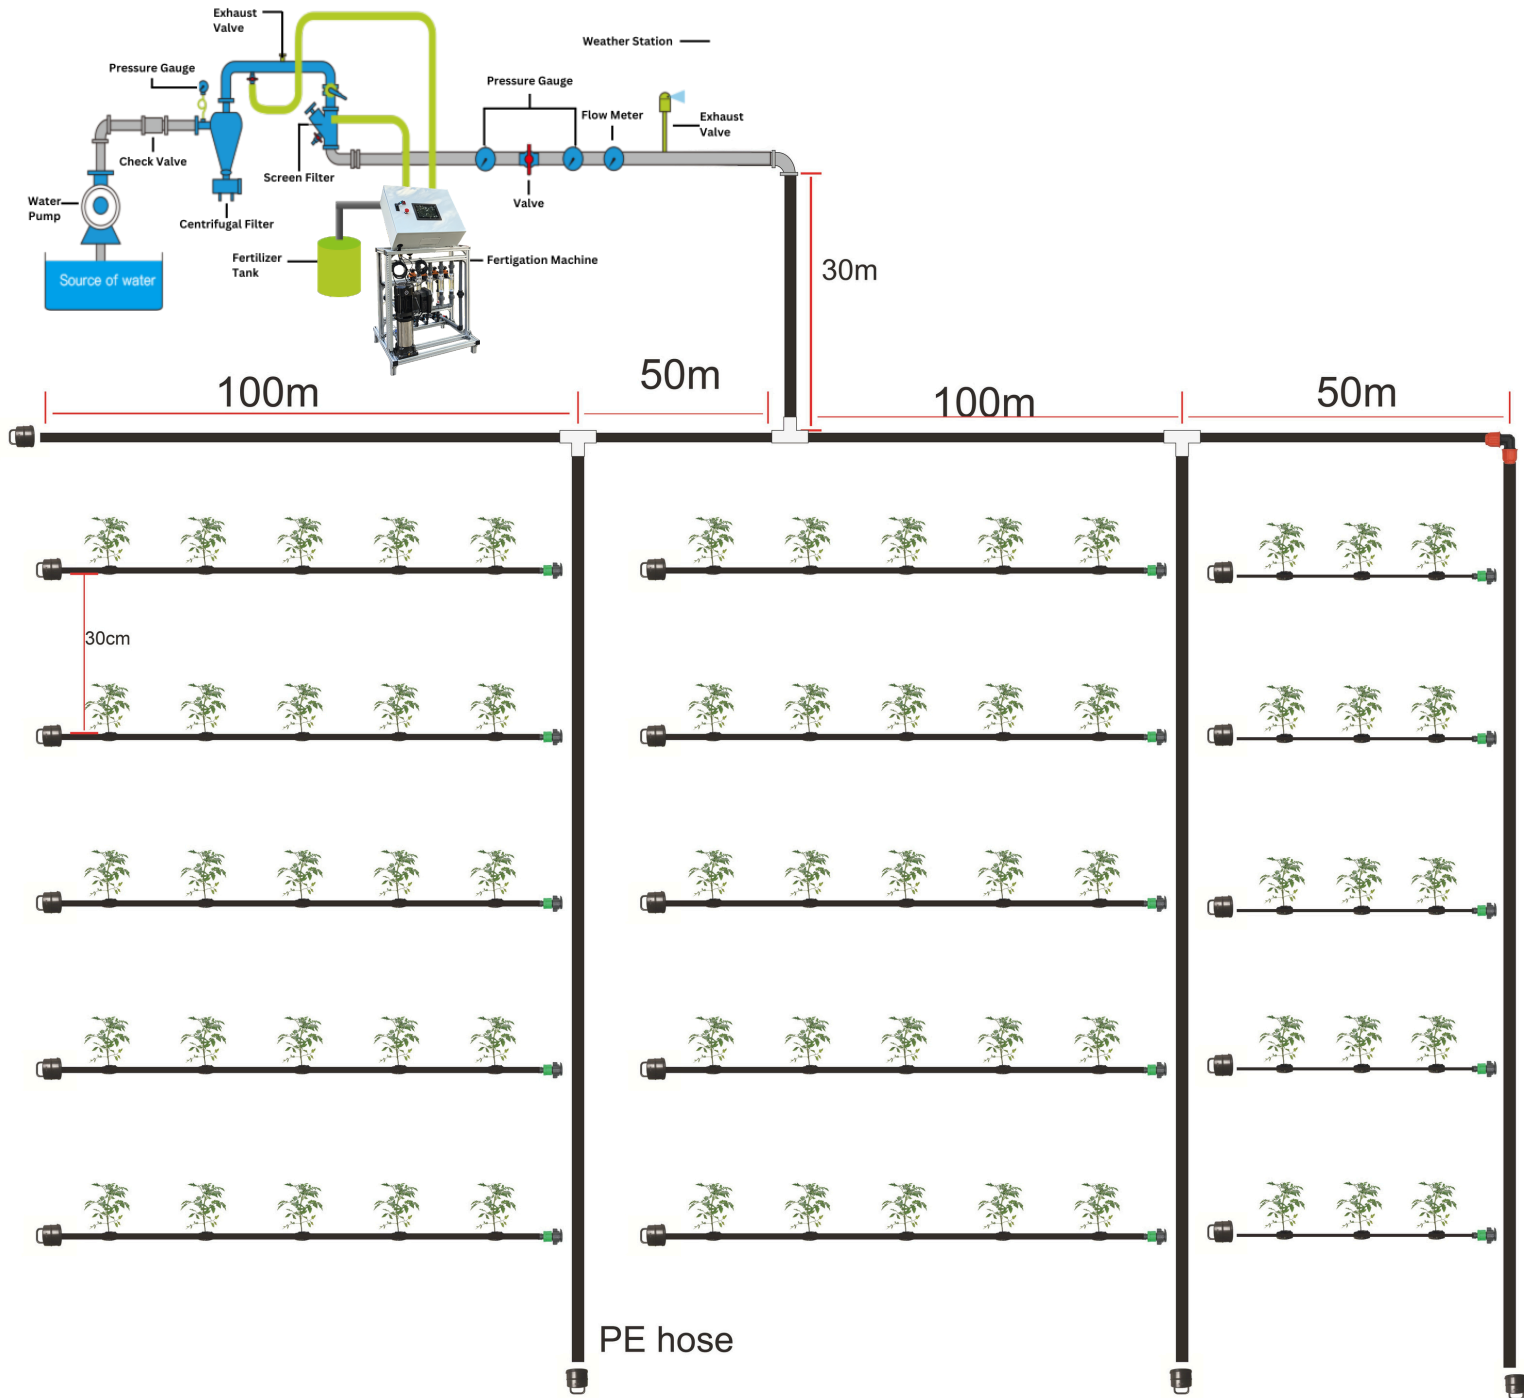 Exhaust
Valve
Weather Station
Pressure Gauge
Pressure Gauge
Flow Meter
Exhaust
Valve
Check Valve
Screen Filter
Valve
Water
Pump
Centrifugal Filter
Fertilizer
Tank
Fertigation Machine
Source of water
30m
100m
50m
100m
50m
30cm
PE hose